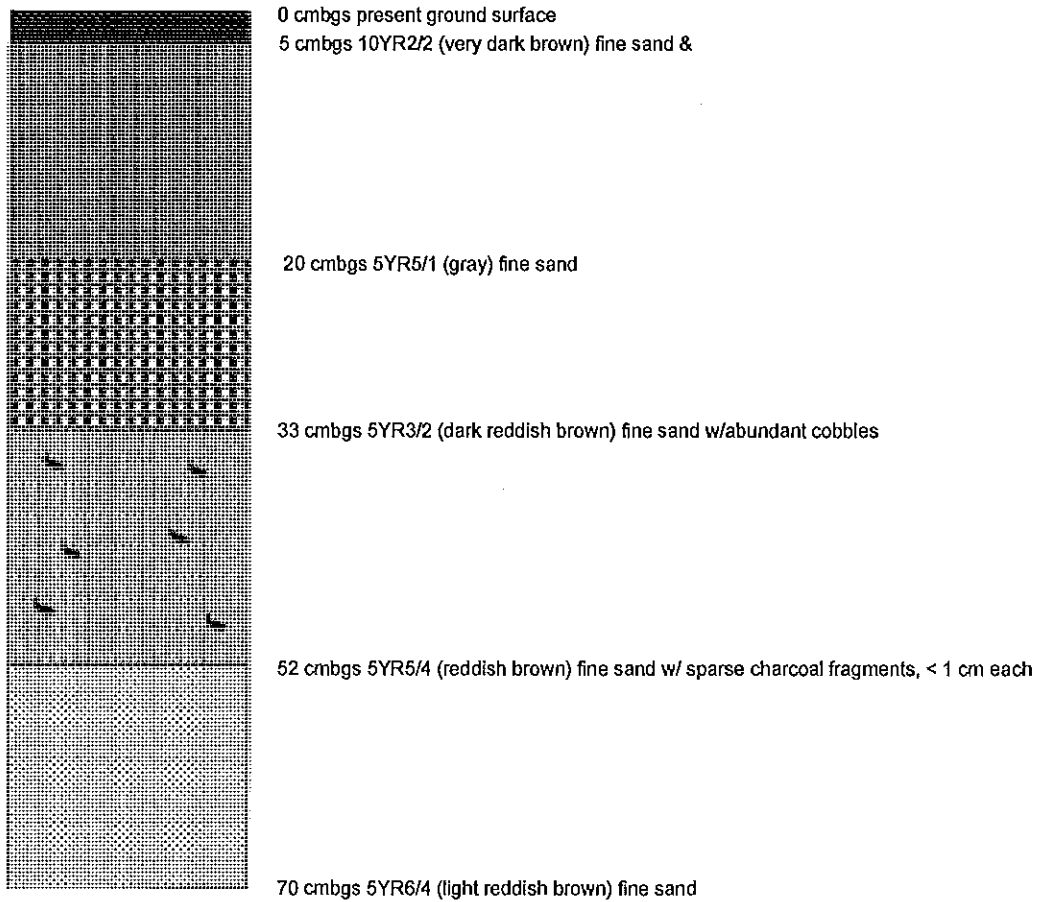 0 cmbgs present ground surface
5 cmbgs 10YR2/2 (very dark brown) fine sand &
20 cmbgs 5YR5/1 (gray) fine sand
33 cmbgs 5YR3/2 (dark reddish brown) fine sand w/abundant cobbles
52 cmbgs 5YR5/4 (reddish brown) fine sand w/ sparse charcoal fragments, < 1 cm each
70 cmbgs 5YR6/4 (light reddish brown) fine sand